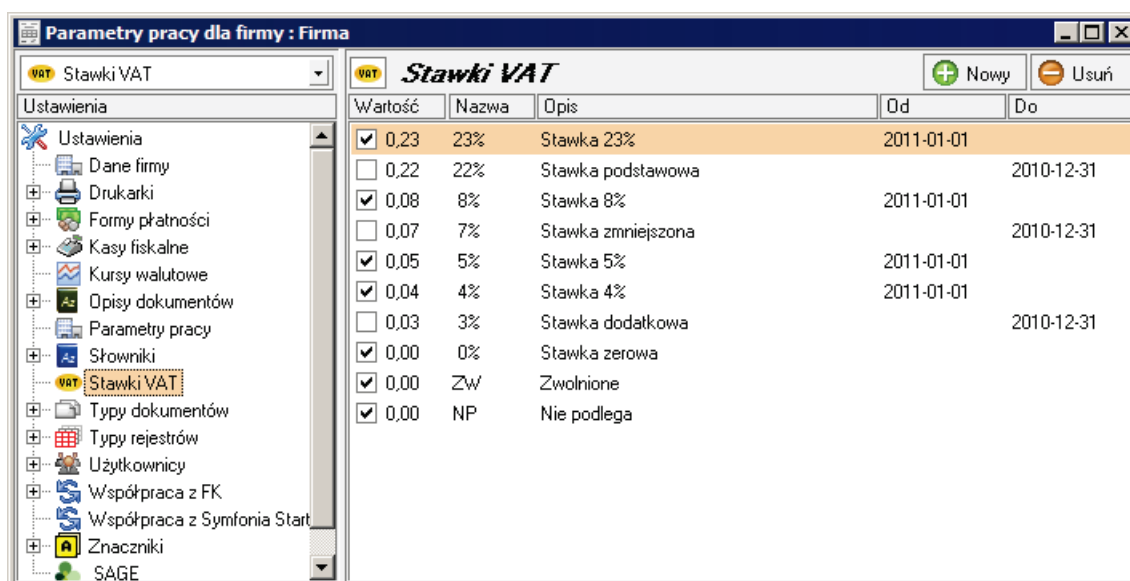 Parametry pracy dla firmy : Firma
VAT Stawki VAT
Ustawienia
Ustawienia
Dane firmy
Drukarki
Formy płatności
Kasy fiskalne
Kursy walutowe
Az Opisy dokumentów
Parametry pracy
Az Słowniki
VAT Stawki VAT
Typy dokumentów
Typy rejestrów
Użytkownicy
Współpraca z FK
Współpraca z Symfonia Start
A Znaczniki
SAGE
VAT Stawki VAT Nowy Usuń
Wartość Nazwa Opis Od Do
0,23 23% Stawka 23% 2011-01-01
0,22 22% Stawka podstawowa 2010-12-31
0,08 8% Stawka 8% 2011-01-01
0,07 7% Stawka zmniejszona 2010-12-31
0,05 5% Stawka 5% 2011-01-01
0,04 4% Stawka 4% 2011-01-01
0,03 3% Stawka dodatkowa 2010-12-31
0,00 0% Stawka zerowa
0,00 ZW Zwolnione
0,00 NP Nie podlega